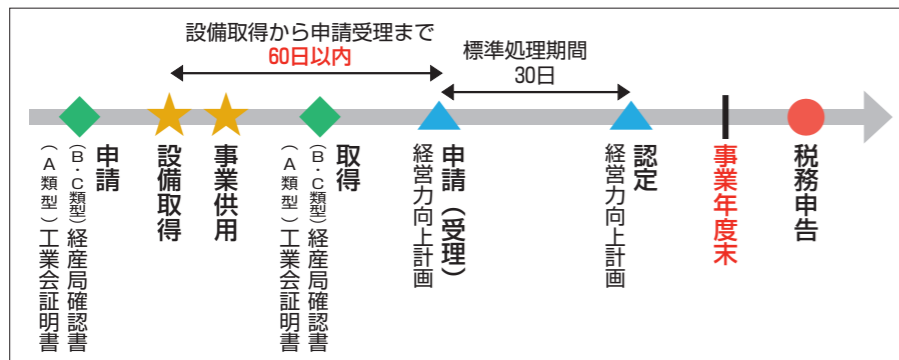 設備取得から申請受理まで
60日以内
標準処理期間
30日
申請
（B・C類型）経産局確認書
（A類型）工業会証明書
設備取得
事業供用
取得
（B・C類型）経産局確認書
（A類型）工業会証明書
申請（受理）
経営力向上計画
認定
経営力向上計画
事業年度末
税務申告